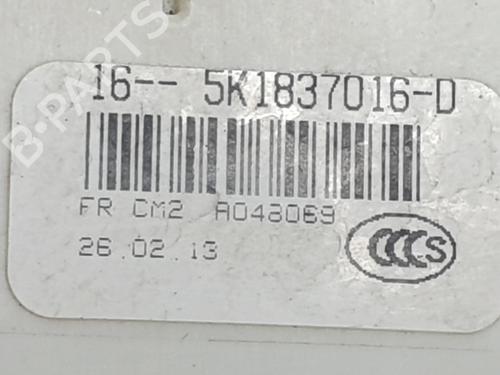 B-PARTS
16-- 5K1837016-D
FR CM2 A048069
26.02.13
CCCS